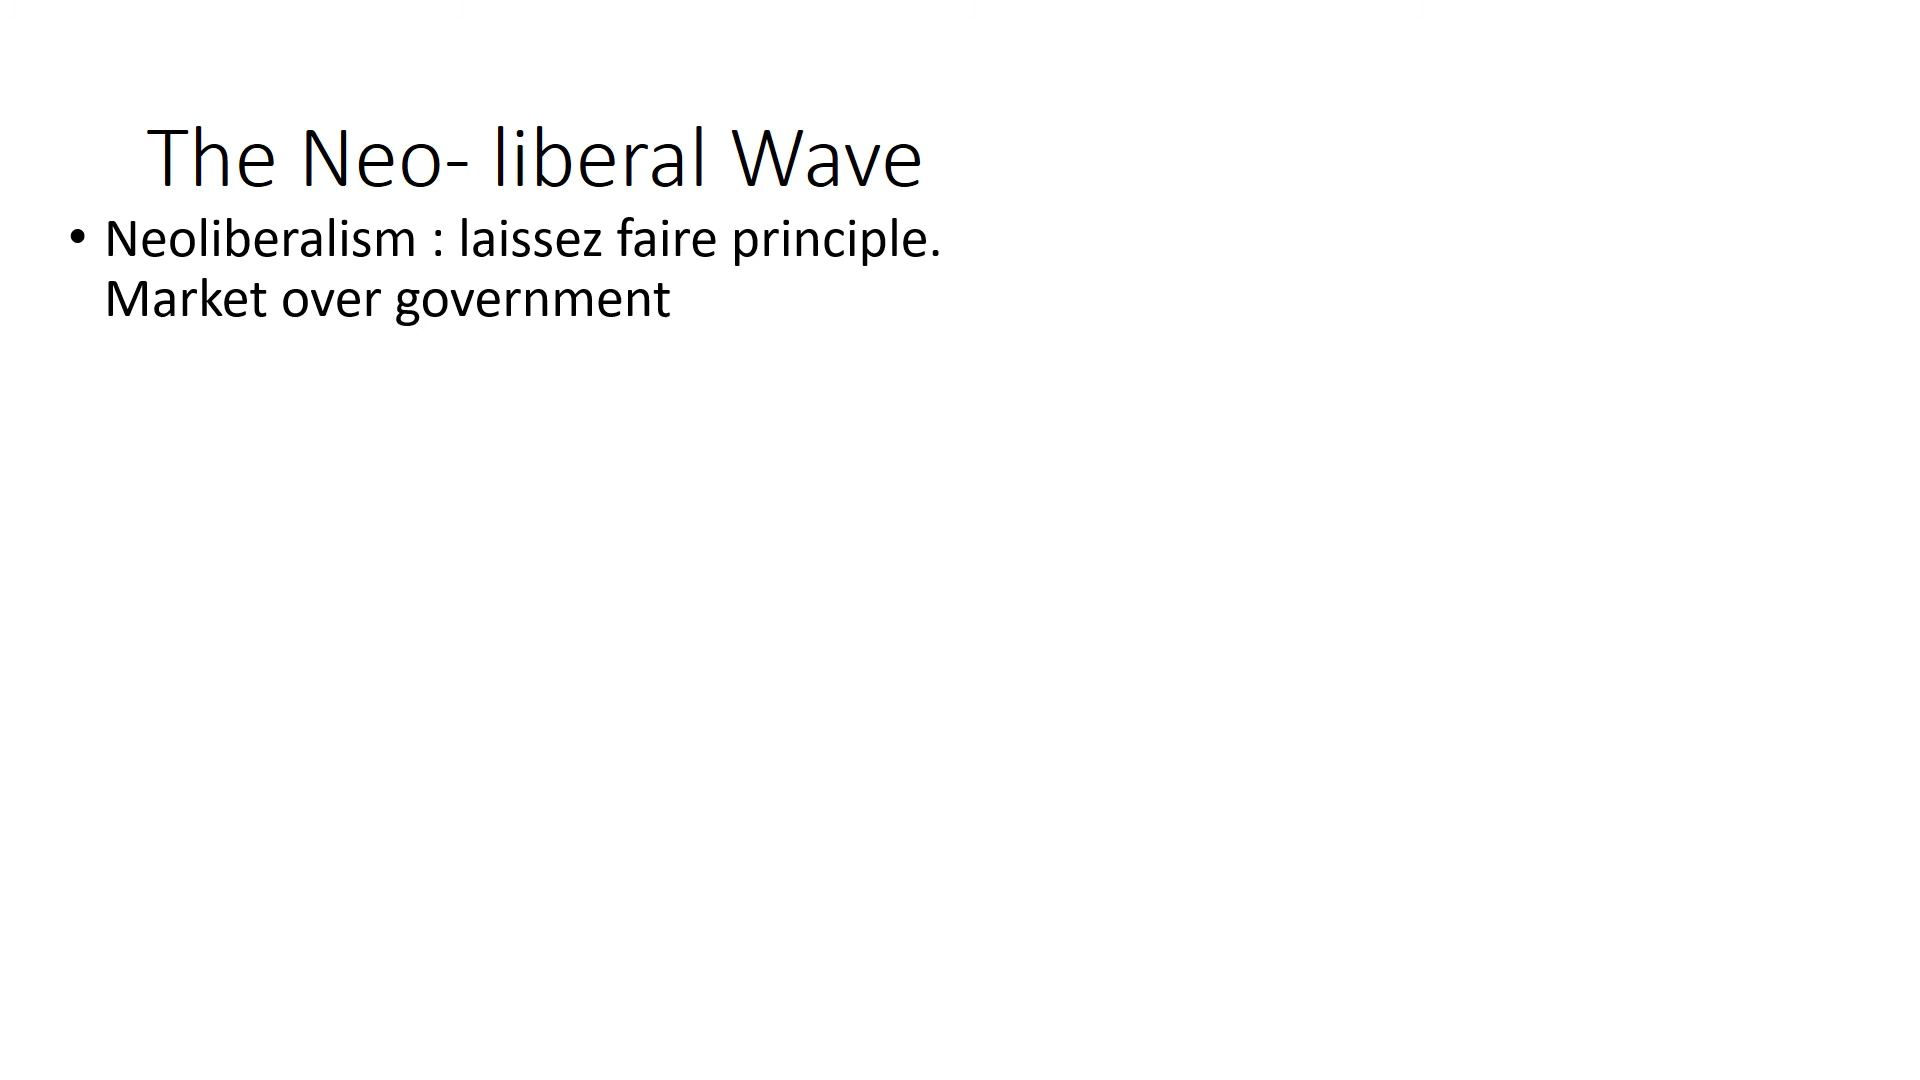 The Neo- liberal Wave
• Neoliberalism : laissez faire principle.
Market over government